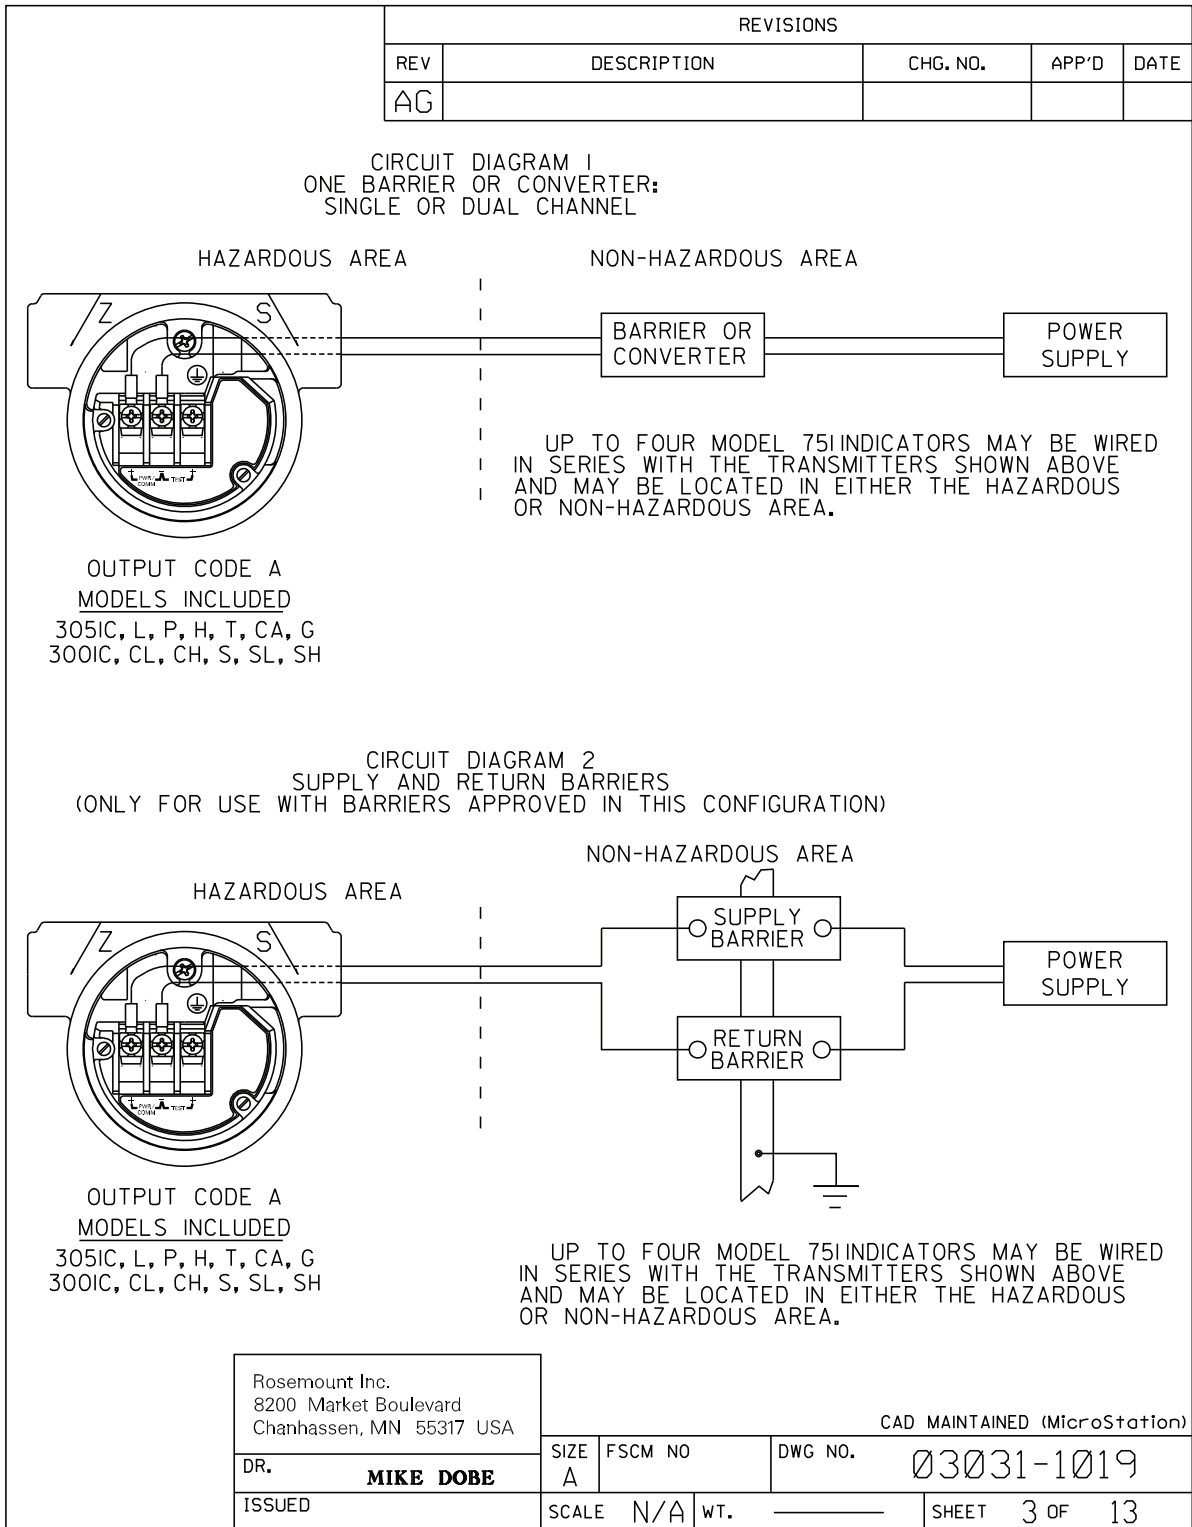 REVISIONS
REV DESCRIPTION CHG. NO. APP'D DATE
AG
CIRCUIT DIAGRAM 1
ONE BARRIER OR CONVERTER:
SINGLE OR DUAL CHANNEL
HAZARDOUS AREA NON-HAZARDOUS AREA
Z S
BARRIER OR
CONVERTER
POWER
SUPPLY
PWR/ TEST
COMM
UP TO FOUR MODEL 751 INDICATORS MAY BE WIRED
IN SERIES WITH THE TRANSMITTERS SHOWN ABOVE
AND MAY BE LOCATED IN EITHER THE HAZARDOUS
OR NON-HAZARDOUS AREA.
OUTPUT CODE A
MODELS INCLUDED
3051C, L, P, H, T, CA, G
3001C, CL, CH, S, SL, SH
CIRCUIT DIAGRAM 2
SUPPLY AND RETURN BARRIERS
(ONLY FOR USE WITH BARRIERS APPROVED IN THIS CONFIGURATION)
NON-HAZARDOUS AREA
HAZARDOUS AREA
Z S
SUPPLY
BARRIER
POWER
SUPPLY
RETURN
BARRIER
PWR/ TEST
COMM
OUTPUT CODE A
MODELS INCLUDED
3051C, L, P, H, T, CA, G
3001C, CL, CH, S, SL, SH
UP TO FOUR MODEL 751 INDICATORS MAY BE WIRED
IN SERIES WITH THE TRANSMITTERS SHOWN ABOVE
AND MAY BE LOCATED IN EITHER THE HAZARDOUS
OR NON-HAZARDOUS AREA.
Rosemount Inc.
8200 Market Boulevard
Chanhassen, MN 55317 USA
CAD MAINTAINED (MicroStation)
DR. MIKE DOBE
SIZE A FSCM NO DWG NO. 03031-1019
ISSUED
SCALE N/A WT. SHEET 3 OF 13